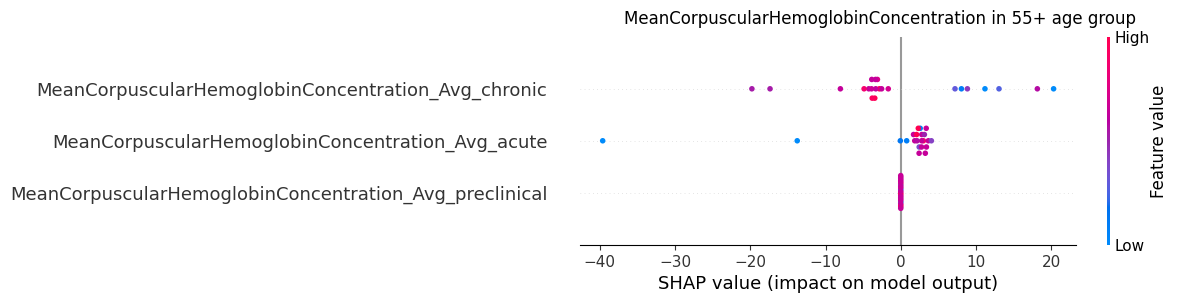 MeanCorpuscularHemoglobinConcentration in 55+ age group
High
MeanCorpuscularHemoglobinConcentration_Avg_chronic
MeanCorpuscularHemoglobinConcentration_Avg_acute
MeanCorpuscularHemoglobinConcentration_Avg_preclinical
Feature value
Low
−40 −30 −20 −10 0 10 20
SHAP value (impact on model output)